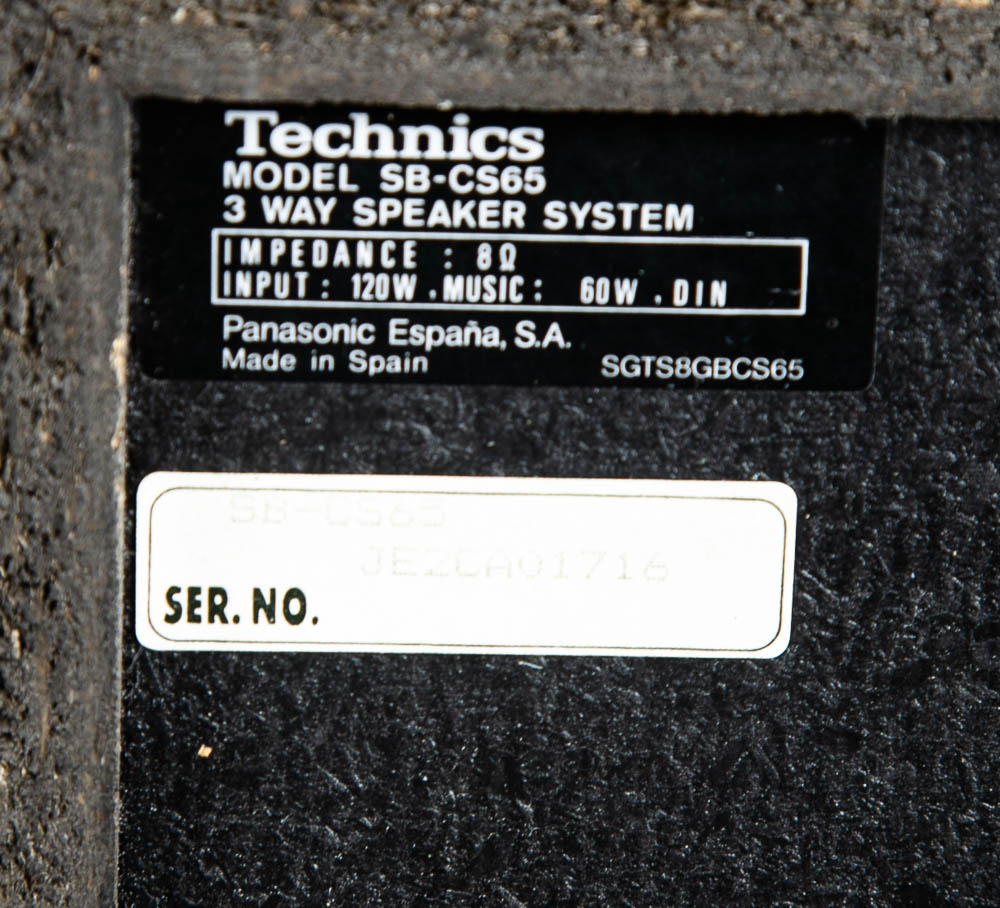 Technics
MODEL SB-CS65
3 WAY SPEAKER SYSTEM
IMPEDANCE : 8Ω
INPUT : 120W . MUSIC : 60W . DIN
Panasonic España, S.A.
Made in Spain SGTS8GBCS65
SB-CS65
JE2CA01716
SER. NO.